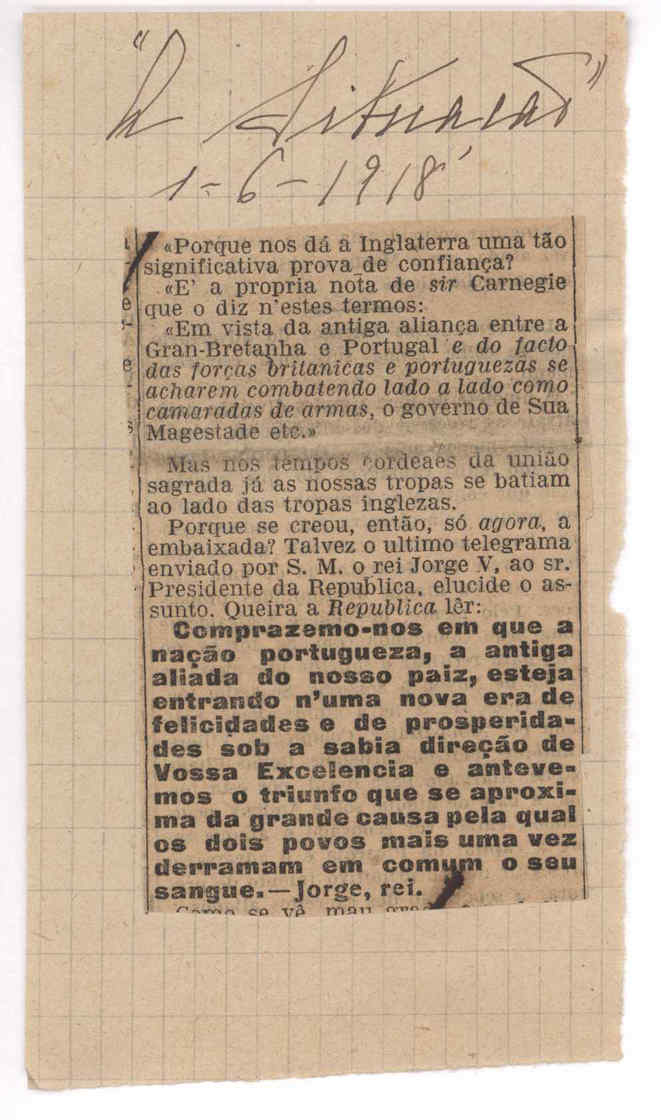 "A Situação"
1-6-1918
«Porque nos dá a Inglaterra uma tão
significativa prova de confiança?
«E' a propria nota de sir Carnegie
que o diz n'estes termos:
«Em vista da antiga aliança entre a
Gran-Bretanha e Portugal e do facto
das forças britanicas e portuguezas se
acharem combatendo lado a lado como
camaradas de armas, o governo de Sua
Magestade etc.»
Mas nos tempos cordeaes da união
sagrada já as nossas tropas se batiam
ao lado das tropas inglezas.
Porque se creou, então, só agora, a
embaixada? Talvez o ultimo telegrama
enviado por S. M. o rei Jorge V, ao sr.
Presidente da Republica, elucide o as-
sunto. Queira a Republica lêr:
Comprazemo-nos em que a
nação portugueza, a antiga
aliada do nosso paiz, esteja
entrando n'uma nova era de
felicidades e de prosperida-
des sob a sabia direção de
Vossa Excelencia e anteve-
mos o triunfo que se aproxi-
ma da grande causa pela qual
os dois povos mais uma vez
derramam em comum o seu
sangue.—Jorge, rei.
Como se vê, mau